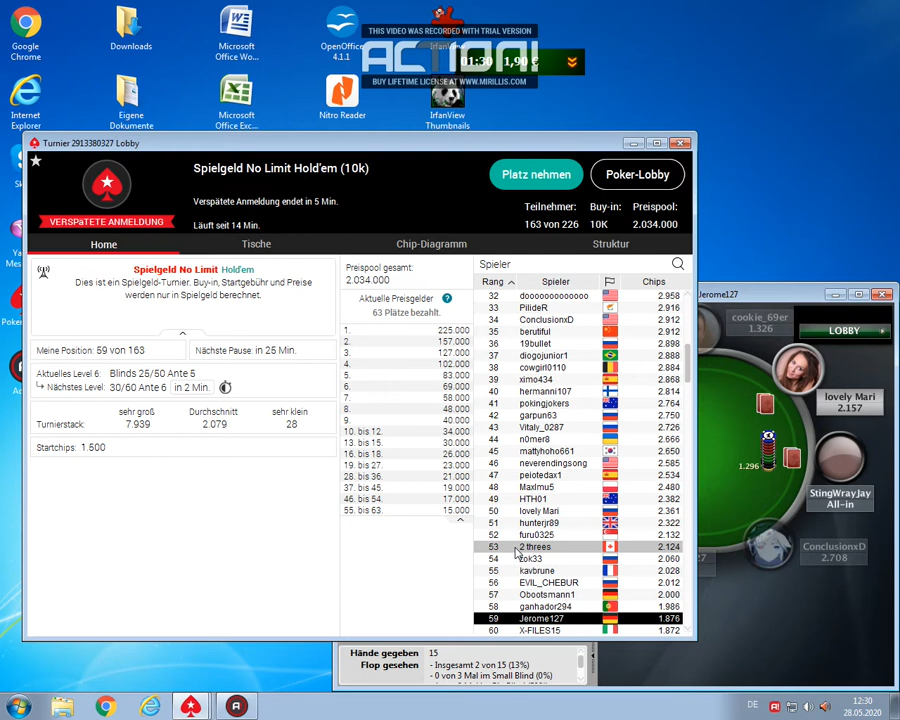 Google Chrome
Downloads
Microsoft Office Wo...
OpenOffice 4.1.1
THIS VIDEO WAS RECORDED WITH TRIAL VERSION
ACTION!
BUY LIFETIME LICENSE AT WWW.MIRILLIS.COM
01:30 1,90 €
Internet Explorer
Eigene Dokumente
Microsoft Office Exc...
Nitro Reader
IrfanView Thumbnails
Turnier 2913380327 Lobby
Spielgeld No Limit Hold'em (10k)
Platz nehmen
Poker-Lobby
Verspätete Anmeldung endet in 5 Min.
VERSPäTETE ANMELDUNG
Läuft seit 14 Min.
Teilnehmer: 163 von 226
Buy-in: 10K
Preispool: 2.034.000
Home
Tische
Chip-Diagramm
Struktur
Spielgeld No Limit Hold'em
Dies ist ein Spielgeld-Turnier. Buy-in, Startgebühr und Preise
werden nur in Spielgeld berechnet.
Meine Position: 59 von 163
Nächste Pause: in 25 Min.
Aktuelles Level 6: Blinds 25/50 Ante 5
Nächstes Level: 30/60 Ante 6 in 2 Min.
sehr groß Durchschnitt sehr klein
Turnierstack: 7.939 2.079 28
Startchips: 1.500
Preispool gesamt:
2.034.000
Aktuelle Preisgelder ?
63 Plätze bezahlt.
1. 225.000
2. 157.000
3. 127.000
4. 102.000
5. 83.000
6. 69.000
7. 58.000
8. 48.000
9. 40.000
10. bis 12. 34.000
13. bis 15. 30.000
16. bis 18. 26.000
19. bis 27. 23.000
28. bis 36. 21.000
37. bis 45. 19.000
46. bis 54. 17.000
55. bis 63. 15.000
Spieler
Rang Spieler Chips
32 dooooooooooooo 2.958
33 PilideR 2.916
34 ConclusionxD 2.912
35 berutiful 2.912
36 19bullet 2.898
37 diogojunior1 2.888
38 cowgirl0110 2.884
39 ximo434 2.868
40 hermanni107 2.814
41 pokingjokers 2.764
42 garpun63 2.750
43 Vitaly_0287 2.726
44 n0mer8 2.666
45 mattyhoho661 2.650
46 neverendingsong 2.585
47 peiotedax1 2.534
48 Maxlmu5 2.480
49 HTH01 2.382
50 lovely Mari 2.361
51 hunterjr89 2.322
52 furu0325 2.132
53 2 threes 2.124
54 zok33 2.060
55 kavbrune 2.028
56 EVIL_CHEBUR 2.012
57 Obootsmann1 2.000
58 ganhador294 1.986
59 Jerome127 1.876
60 X-FILES15 1.872
Jerome127
cookie_69er
1.326
LOBBY
lovely Mari
2.157
1.296
StingWrayJay
All-in
ConclusionxD
2.708
Hände gegeben 15
Flop gesehen - Insgesamt 2 von 15 (13%)
- 0 von 3 Mal im Small Blind (0%)
DE
12:30
28.05.2020